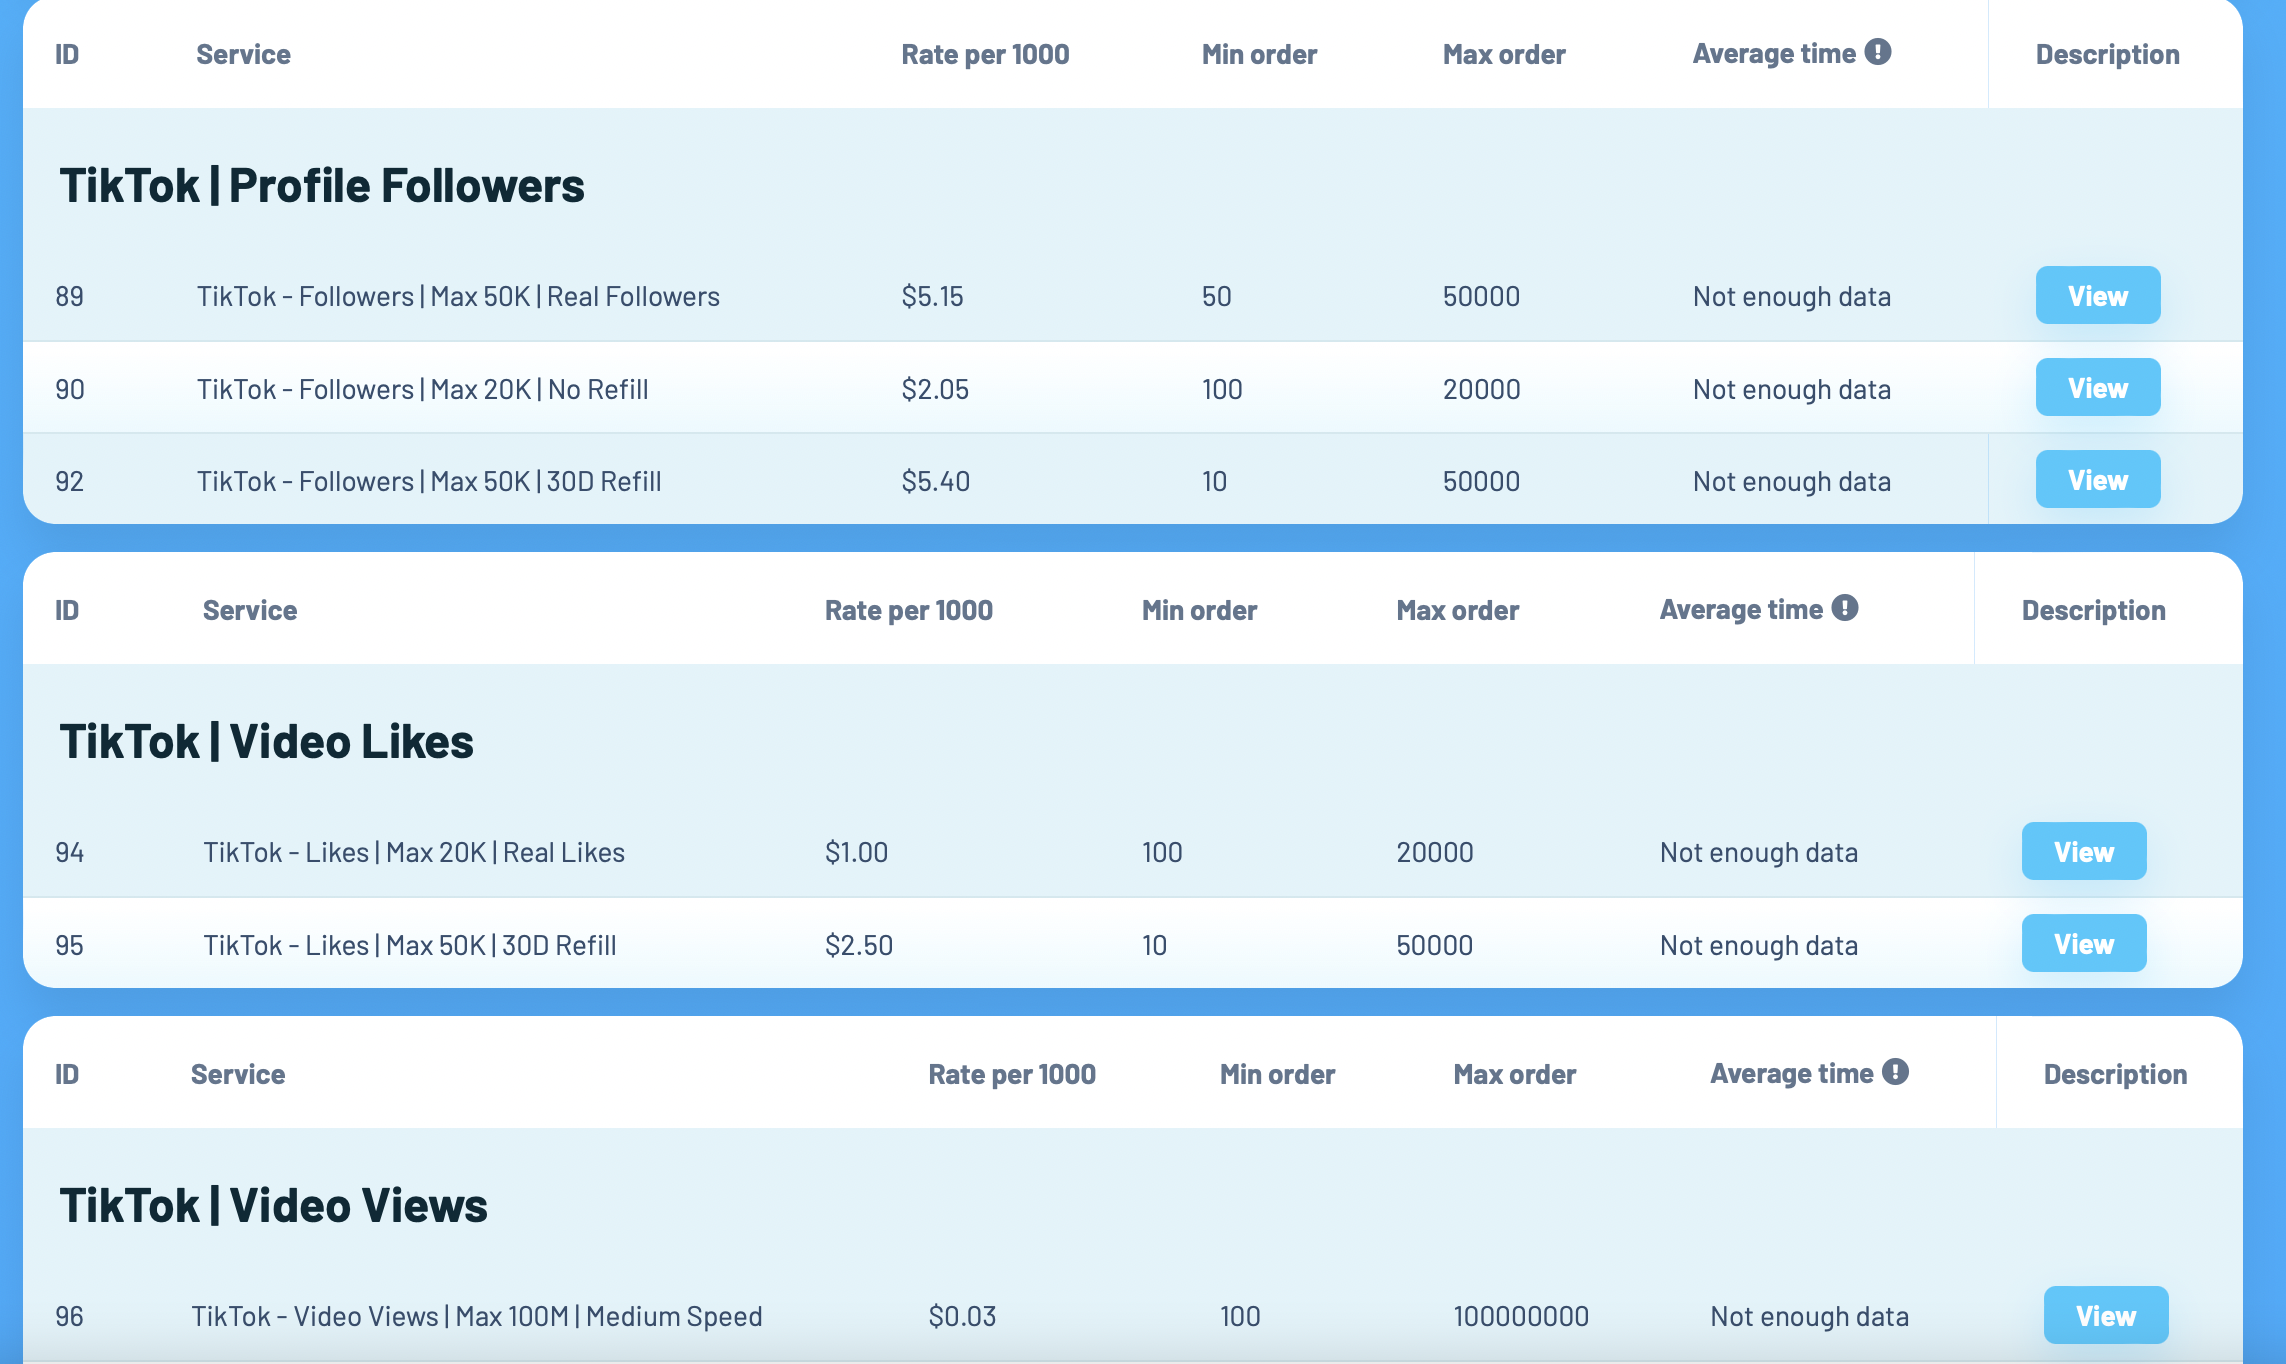 ID Service Rate per 1000 Min order Max order Average time Description
TikTok | Profile Followers
89 TikTok - Followers | Max 50K | Real Followers $5.15 50 50000 Not enough data View
90 TikTok - Followers | Max 20K | No Refill $2.05 100 20000 Not enough data View
92 TikTok - Followers | Max 50K | 30D Refill $5.40 10 50000 Not enough data View
ID Service Rate per 1000 Min order Max order Average time Description
TikTok | Video Likes
94 TikTok - Likes | Max 20K | Real Likes $1.00 100 20000 Not enough data View
95 TikTok - Likes | Max 50K | 30D Refill $2.50 10 50000 Not enough data View
ID Service Rate per 1000 Min order Max order Average time Description
TikTok | Video Views
96 TikTok - Video Views | Max 100M | Medium Speed $0.03 100 100000000 Not enough data View